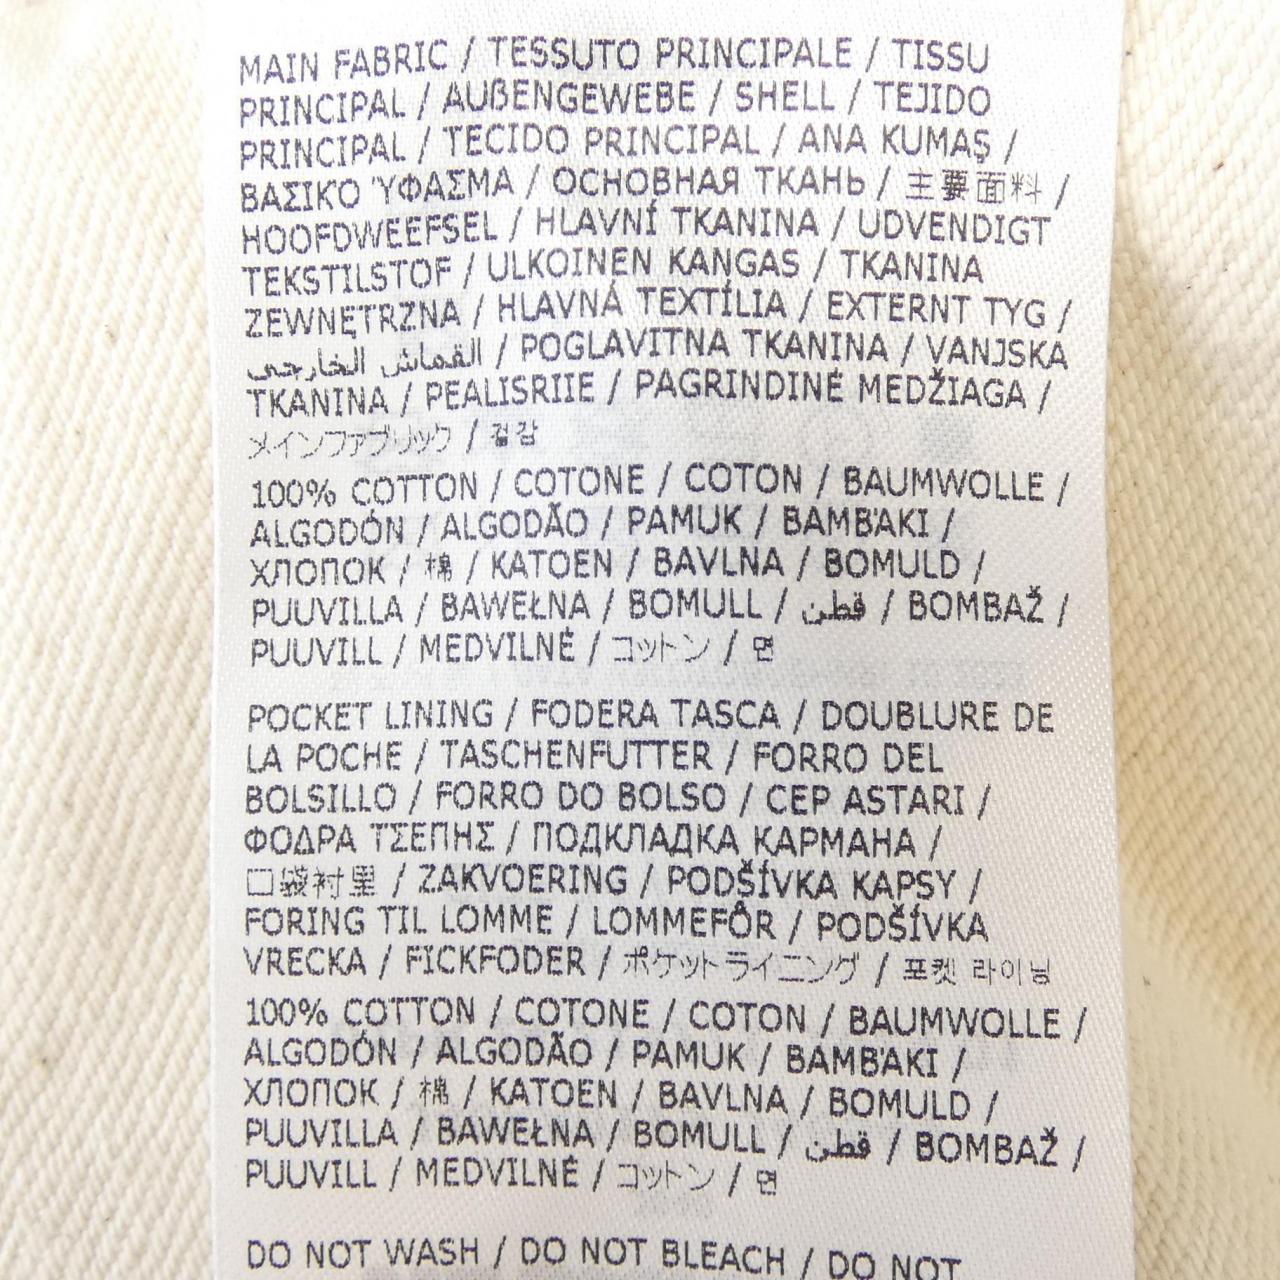 MAIN FABRIC / TESSUTO PRINCIPALE / TISSU
PRINCIPAL / AUßENGEWEBE / SHELL / TEJIDO
PRINCIPAL / TECIDO PRINCIPAL / ANA KUMAŞ /
ΒΑΣΙΚΟ ΎΦΑΣΜΑ / ОСНОВНАЯ ТКАНЬ / 主要面料 /
HOOFDWEEFSEL / HLAVNÍ TKANINA / UDVENDIGT
TEKSTILSTOF / ULKOINEN KANGAS / TKANINA
ZEWNĘTRZNA / HLAVNÁ TEXTÍLIA / EXTERNT TYG /
القماش الخارجي / POGLAVITNA TKANINA / VANJSKA
TKANINA / PEALISRIIE / PAGRINDINĖ MEDŽIAGA /
メインファブリック / 겉감
100% COTTON / COTONE / COTON / BAUMWOLLE /
ALGODÓN / ALGODÃO / PAMUK / ΒΑΜΒ'ΑΚΙ /
ХЛОПОК / 棉 / KATOEN / BAVLNA / BOMULD /
PUUVILLA / BAWEŁNA / BOMULL / قطن / BOMBAŽ /
PUUVILL / MEDVILNĖ / コットン / 면
POCKET LINING / FODERA TASCA / DOUBLURE DE
LA POCHE / TASCHENFUTTER / FORRO DEL
BOLSILLO / FORRO DO BOLSO / CEP ASTARI /
ΦΟΔΡΑ ΤΣΕΠΗΣ / ПОДКЛАДКА КАРМАНА /
口袋衬里 / ZAKVOERING / PODŠÍVKA KAPSY /
FORING TIL LOMME / LOMMEFÔR / PODŠÍVKA
VRECKA / FICKFODER / ポケットライニング / 포켓 라이닝
100% COTTON / COTONE / COTON / BAUMWOLLE /
ALGODÓN / ALGODÃO / PAMUK / ΒΑΜΒ'ΑΚΙ /
ХЛОПОК / 棉 / KATOEN / BAVLNA / BOMULD /
PUUVILLA / BAWEŁNA / BOMULL / قطن / BOMBAŽ /
PUUVILL / MEDVILNĖ / コットン / 면
DO NOT WASH / DO NOT BLEACH / DO NOT